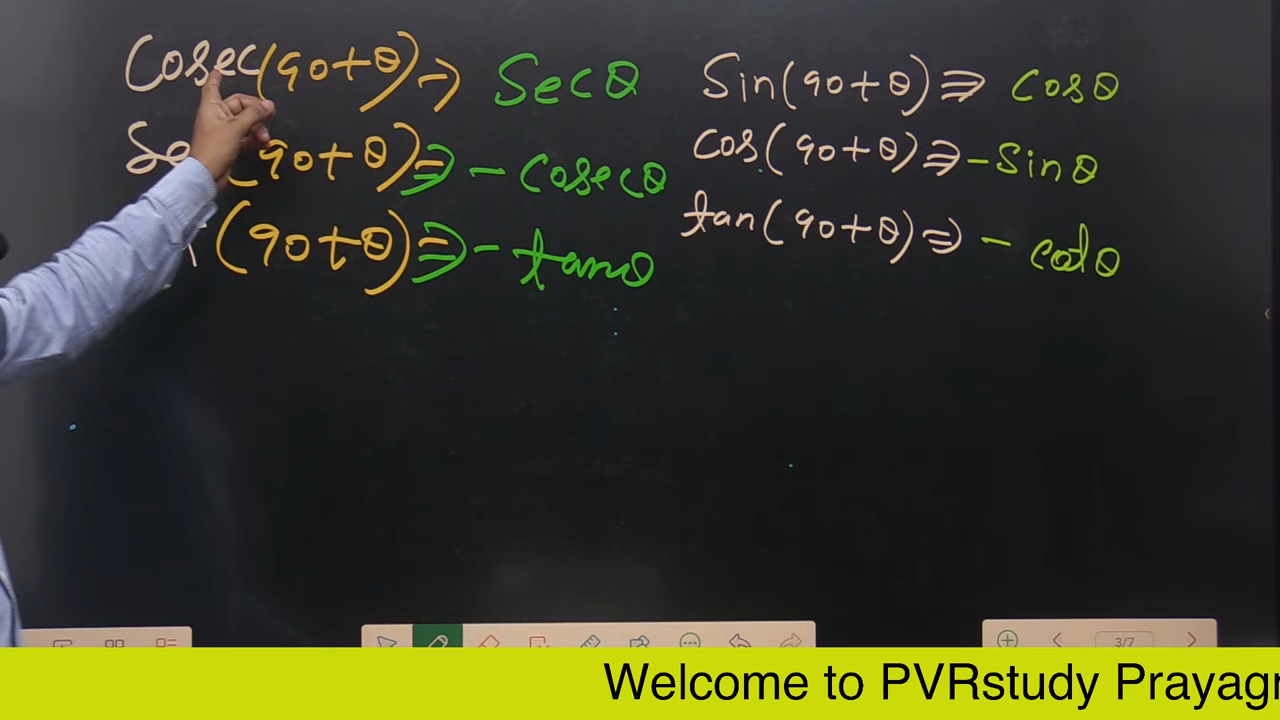 Cosec(90+θ) → Secθ
(90+θ) ⇒ - Cosecθ
(90+θ) ⇒ - tanθ
Sin(90+θ) ⇒ Cosθ
Cos(90+θ) ⇒ - Sinθ
tan(90+θ) ⇒ - cotθ
3/7
Welcome to PVRstudy